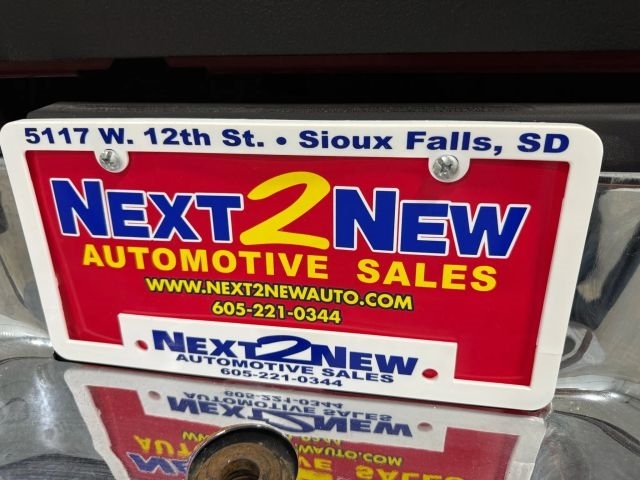 5117 W. 12th St. • Sioux Falls, SD
NEXT2NEW
AUTOMOTIVE SALES
WWW.NEXT2NEWAUTO.COM
605-221-0344
NEXT2NEW
AUTOMOTIVE SALES
605-221-0344